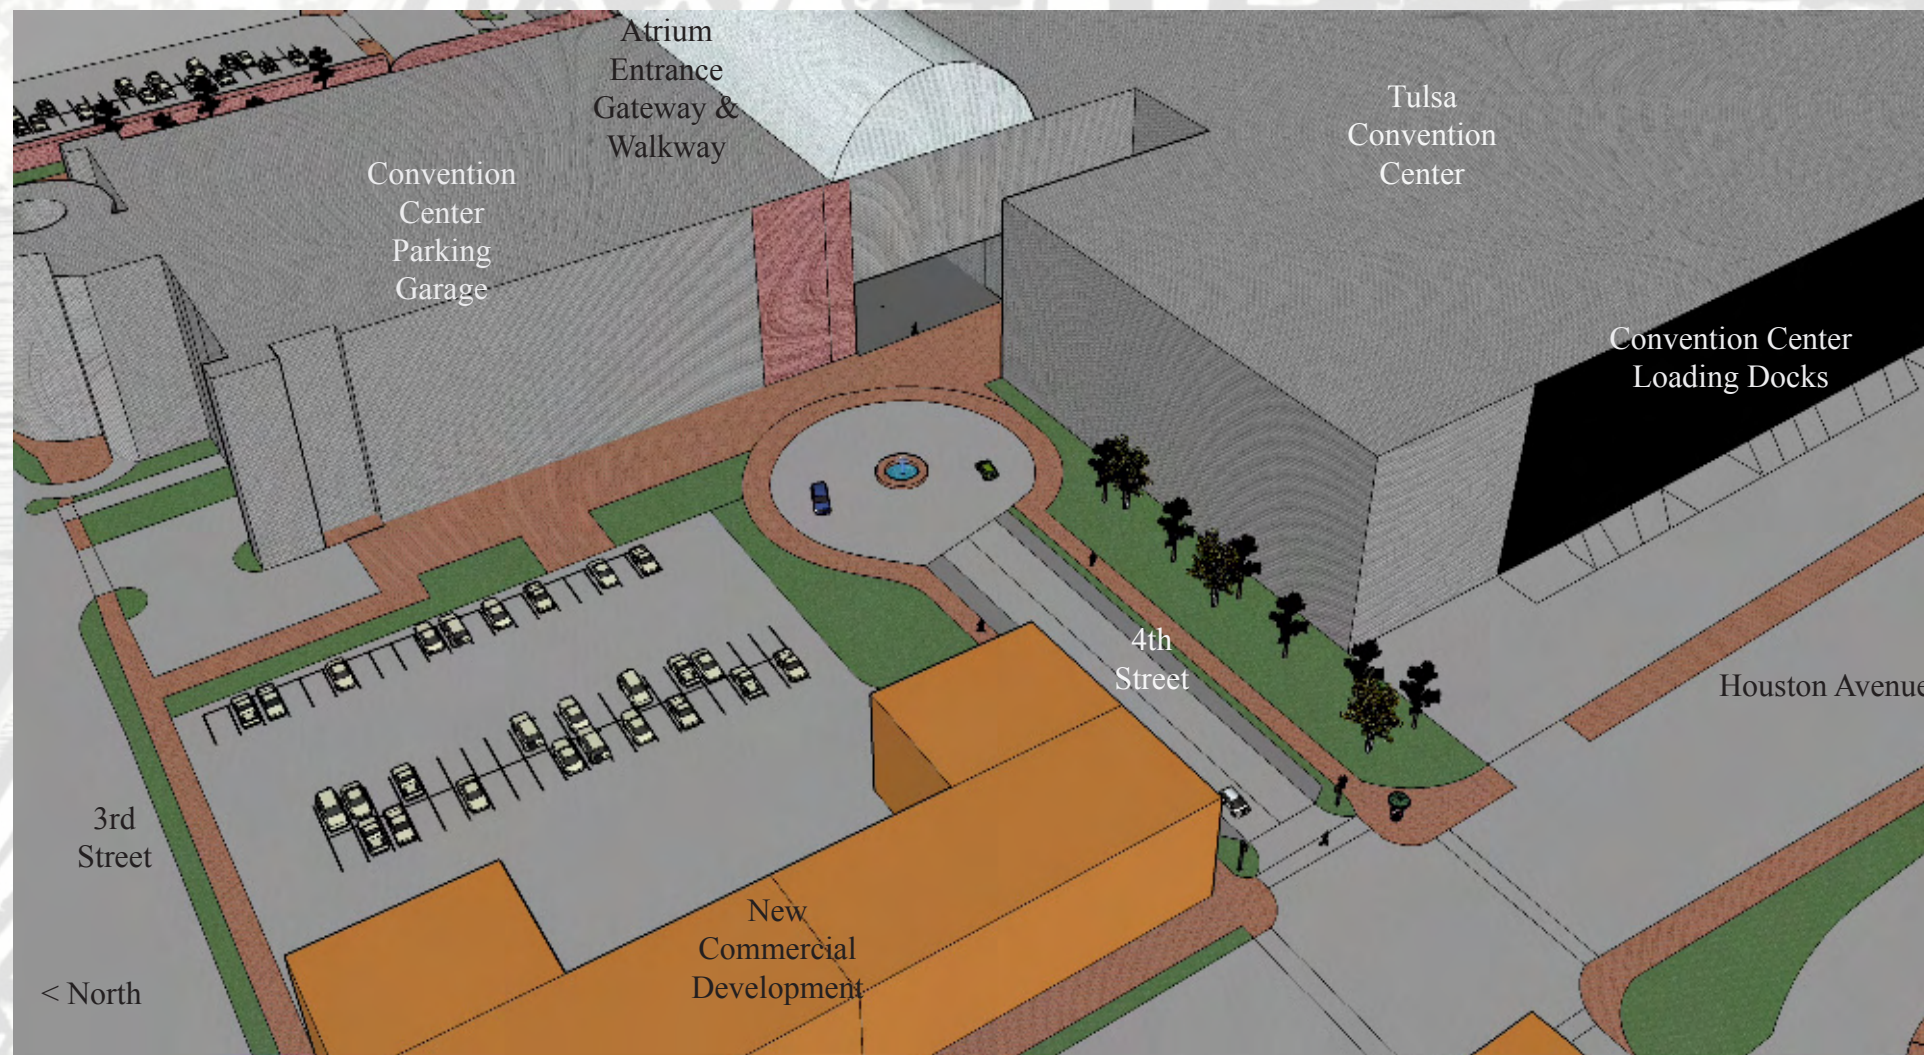 Atrium
Entrance
Gateway &
Walkway
Tulsa
Convention
Center
Convention
Center
Parking
Garage
Convention Center
Loading Docks
4th
Street
Houston Avenue
3rd
Street
New
Commercial
Development
< North